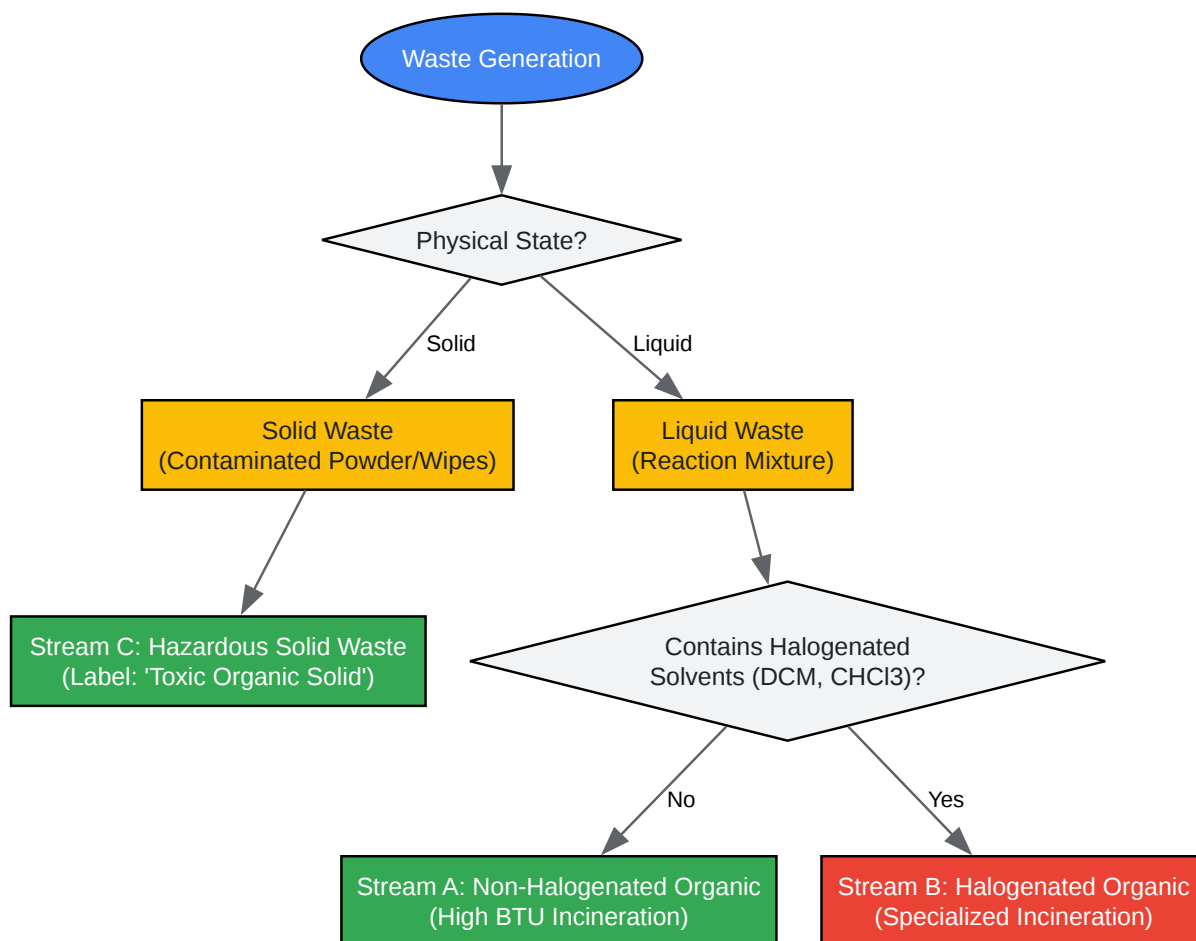 Waste Generation
Physical State?
Solid
Liquid
Solid Waste
(Contaminated Powder/Wipes)
Liquid Waste
(Reaction Mixture)
Stream C: Hazardous Solid Waste
(Label: 'Toxic Organic Solid')
Contains Halogenated
Solvents (DCM, CHCl3)?
No
Yes
Stream A: Non-Halogenated Organic
(High BTU Incineration)
Stream B: Halogenated Organic
(Specialized Incineration)